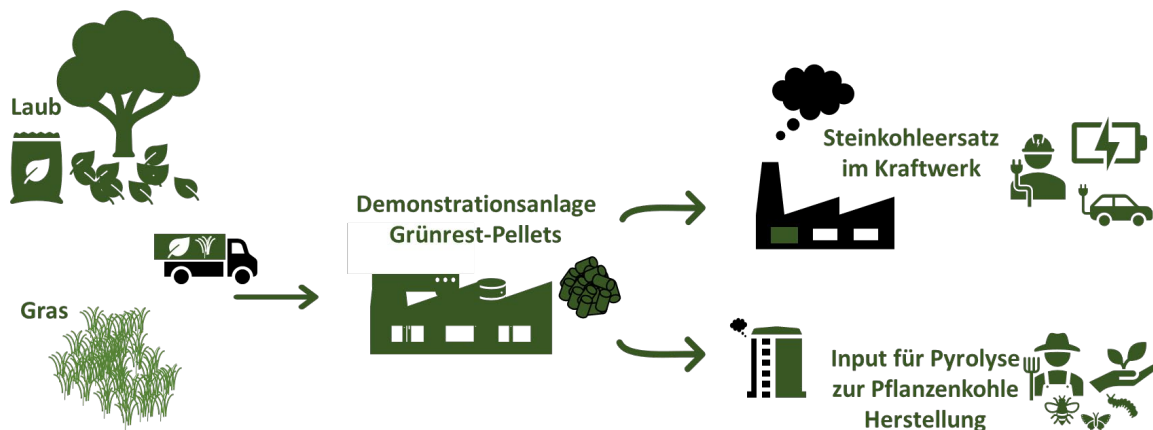 Laub
Gras
Demonstrationsanlage
Grünrest-Pellets
Steinkohleersatz
im Kraftwerk
Input für Pyrolyse
zur Pflanzenkohle
Herstellung